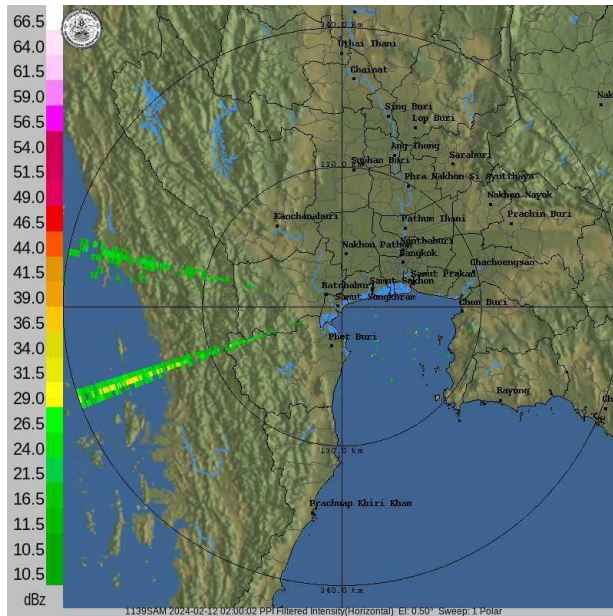 66.5
64.0
61.5
59.0
56.5
54.0
51.5
49.0
46.5
44.0
41.5
39.0
36.5
34.0
31.5
29.0
26.5
24.0
21.5
16.5
11.5
10.5
dBz
Uthai Thani
Chainat
Sing Buri
Lop Buri
Ang Thong
Saraburi
120.0 km
Suphan Buri
Phra Nakhon Si Ayutthaya
Nakhon Nayok
Prachin Buri
Kanchanaburi
Pathum Thani
Nonthaburi
Nakhon Pathom
Bangkok
Chachoengsao
Samut Prakan
Samut Sakhon
Ratchaburi
Samut Songkhram
Chon Buri
Phet Buri
Rayong
120.0 km
Prachuap Khiri Khan
240.0 km
1139SAM 2024-02-12 02:00:02 PPI Filtered Intensity(Horizontal) El: 0.50° Sweep: 1 Polar